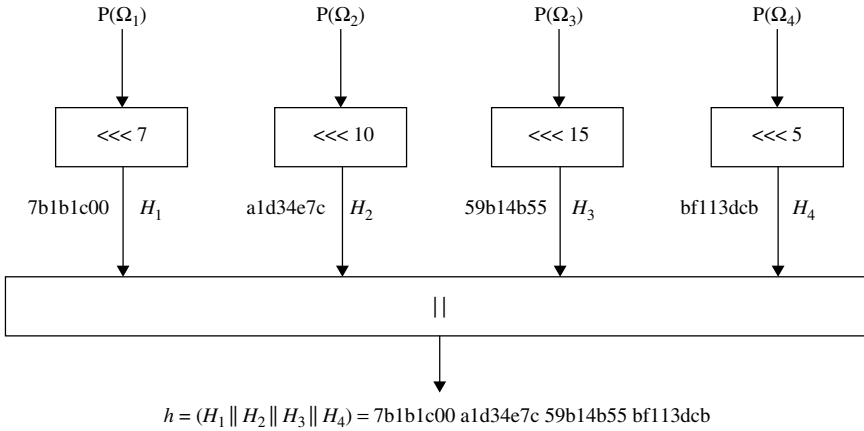 P(Ω₁) P(Ω₂) P(Ω₃) P(Ω₄)
<<< 7 <<< 10 <<< 15 <<< 5
7b1b1c00 H₁ a1d34e7c H₂ 59b14b55 H₃ bf113dcb H₄
||
h = (H₁ || H₂ || H₃ || H₄) = 7b1b1c00 a1d34e7c 59b14b55 bf113dcb